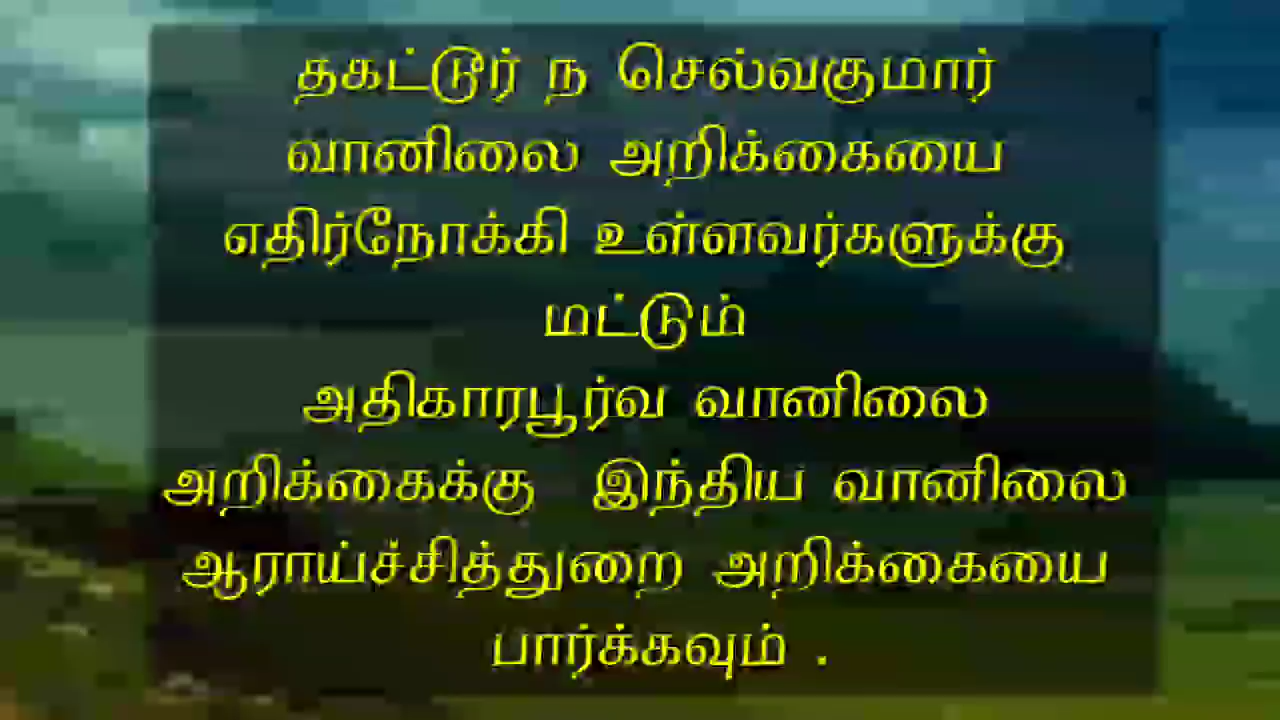 தகட்டூர் ந செல்வகுமார்
வானிலை அறிக்கையை
எதிர்நோக்கி உள்ளவர்களுக்கு
மட்டும்
அதிகாரபூர்வ வானிலை
அறிக்கைக்கு இந்திய வானிலை
ஆராய்ச்சித்துறை அறிக்கையை
பார்க்கவும் .